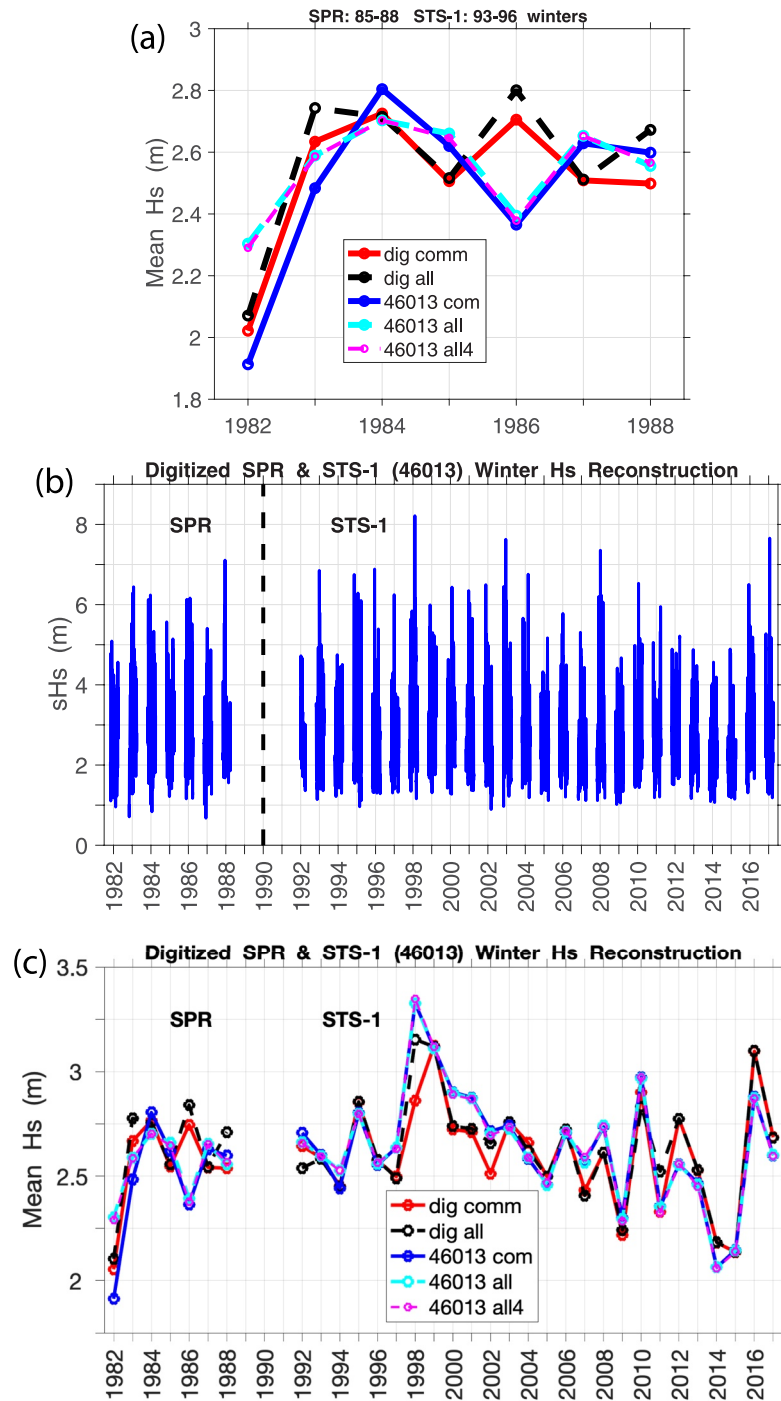 (a)
SPR: 85-88 STS-1: 93-96 winters
3
2.8
2.6
2.4
2.2
2
1.8
Mean Hs (m)
dig comm
dig all
46013 com
46013 all
46013 all4
1982 1984 1986 1988
(b)
Digitized SPR & STS-1 (46013) Winter Hs Reconstruction
SPR STS-1
8
6
4
2
0
sHs (m)
1982 1984 1986 1988 1990 1992 1994 1996 1998 2000 2002 2004 2006 2008 2010 2012 2014 2016
(c)
Digitized SPR & STS-1 (46013) Winter Hs Reconstruction
SPR STS-1
3.5
3
2.5
2
Mean Hs (m)
dig comm
dig all
46013 com
46013 all
46013 all4
1982 1984 1986 1988 1990 1992 1994 1996 1998 2000 2002 2004 2006 2008 2010 2012 2014 2016